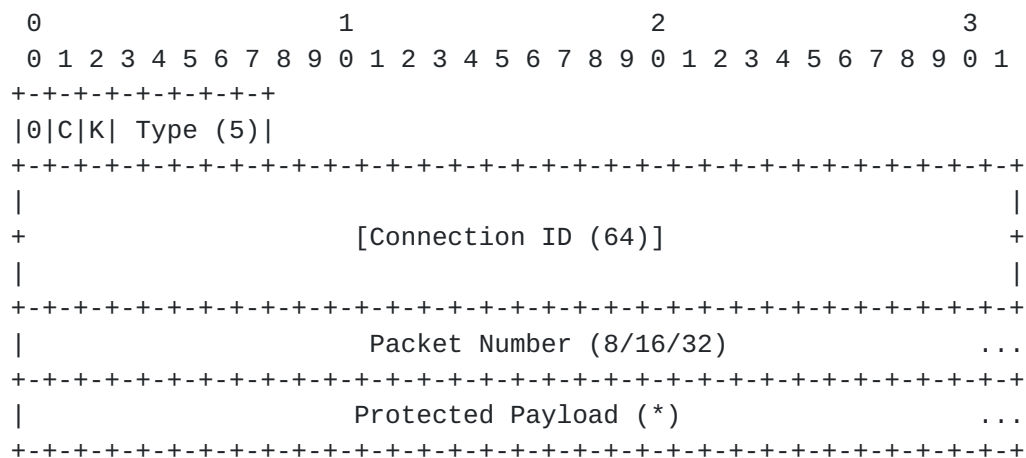 0                   1                   2                   3
 0 1 2 3 4 5 6 7 8 9 0 1 2 3 4 5 6 7 8 9 0 1 2 3 4 5 6 7 8 9 0 1
+-+-+-+-+-+-+-+-+
|0|C|K| Type (5)|
+-+-+-+-+-+-+-+-+-+-+-+-+-+-+-+-+-+-+-+-+-+-+-+-+-+-+-+-+-+-+-+-+
|                                                               |
+                     [Connection ID (64)]                      +
|                                                               |
+-+-+-+-+-+-+-+-+-+-+-+-+-+-+-+-+-+-+-+-+-+-+-+-+-+-+-+-+-+-+-+-+
|                      Packet Number (8/16/32)                ...
+-+-+-+-+-+-+-+-+-+-+-+-+-+-+-+-+-+-+-+-+-+-+-+-+-+-+-+-+-+-+-+-+
|                     Protected Payload (*)                   ...
+-+-+-+-+-+-+-+-+-+-+-+-+-+-+-+-+-+-+-+-+-+-+-+-+-+-+-+-+-+-+-+-+